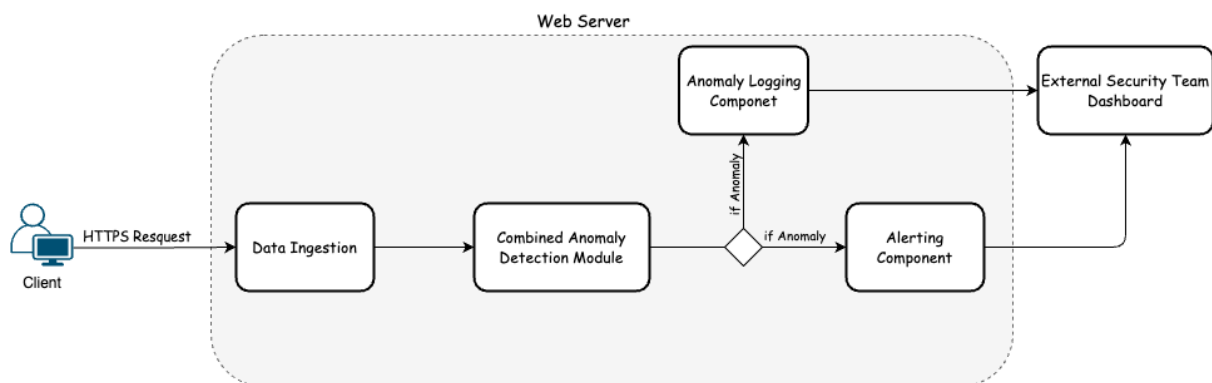 Web Server
Anomaly Logging
Componet
External Security Team
Dashboard
if Anomaly
HTTPS Resquest
Data Ingestion
Combined Anomaly
Detection Module
if Anomaly
Alerting
Component
Client